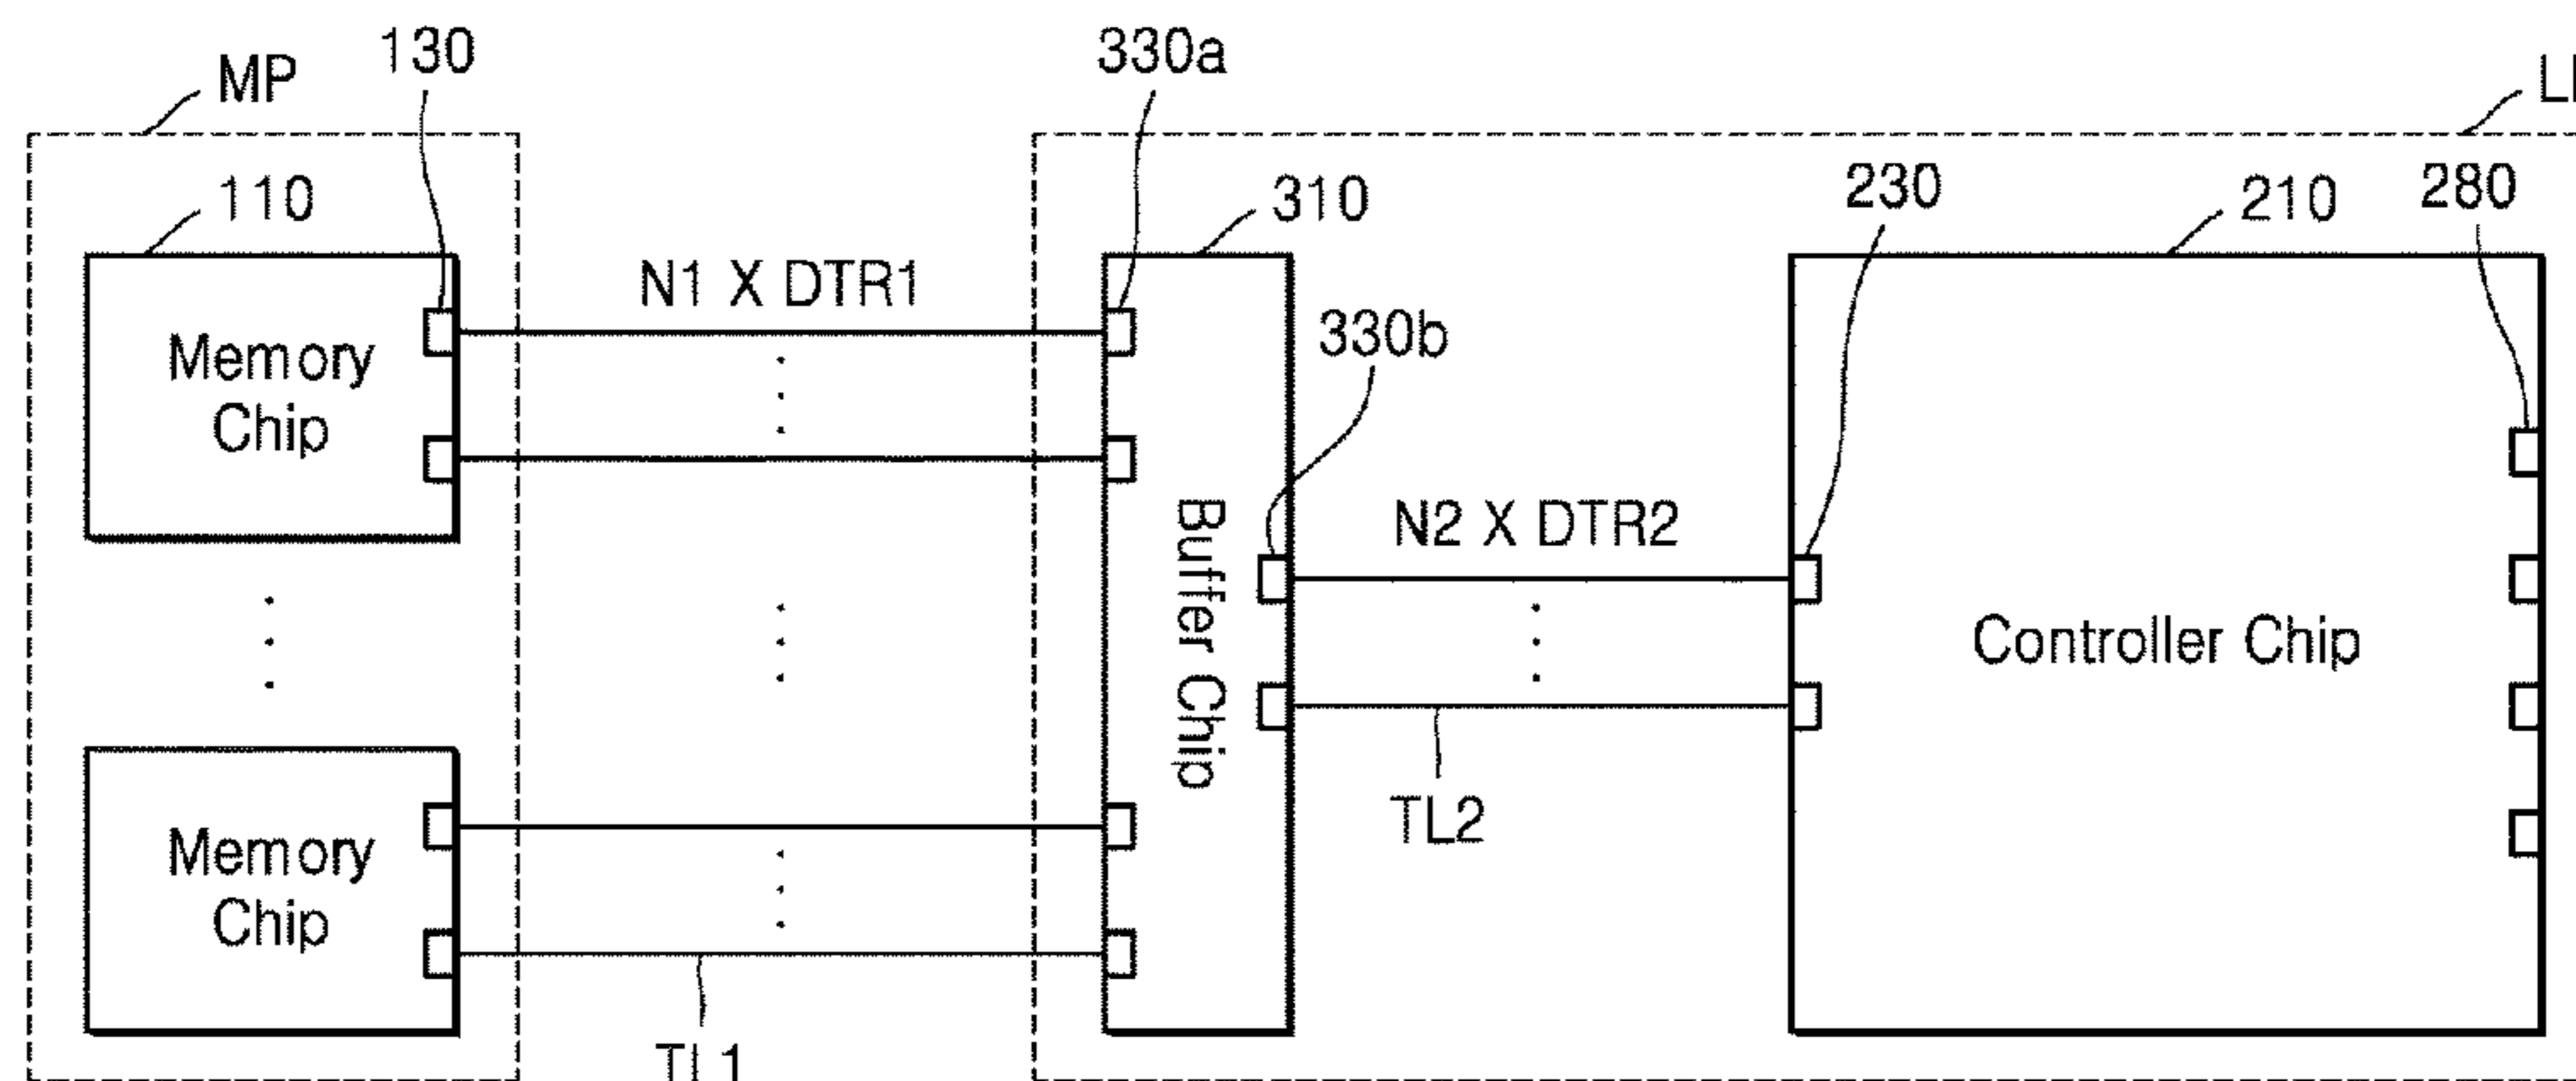 MP
130
330a
110
310
230
210
280
N1 X DTR1
330b
Memory
Chip
N2 X DTR2
Buffer Chip
Controller Chip
TL2
Memory
Chip
TL1